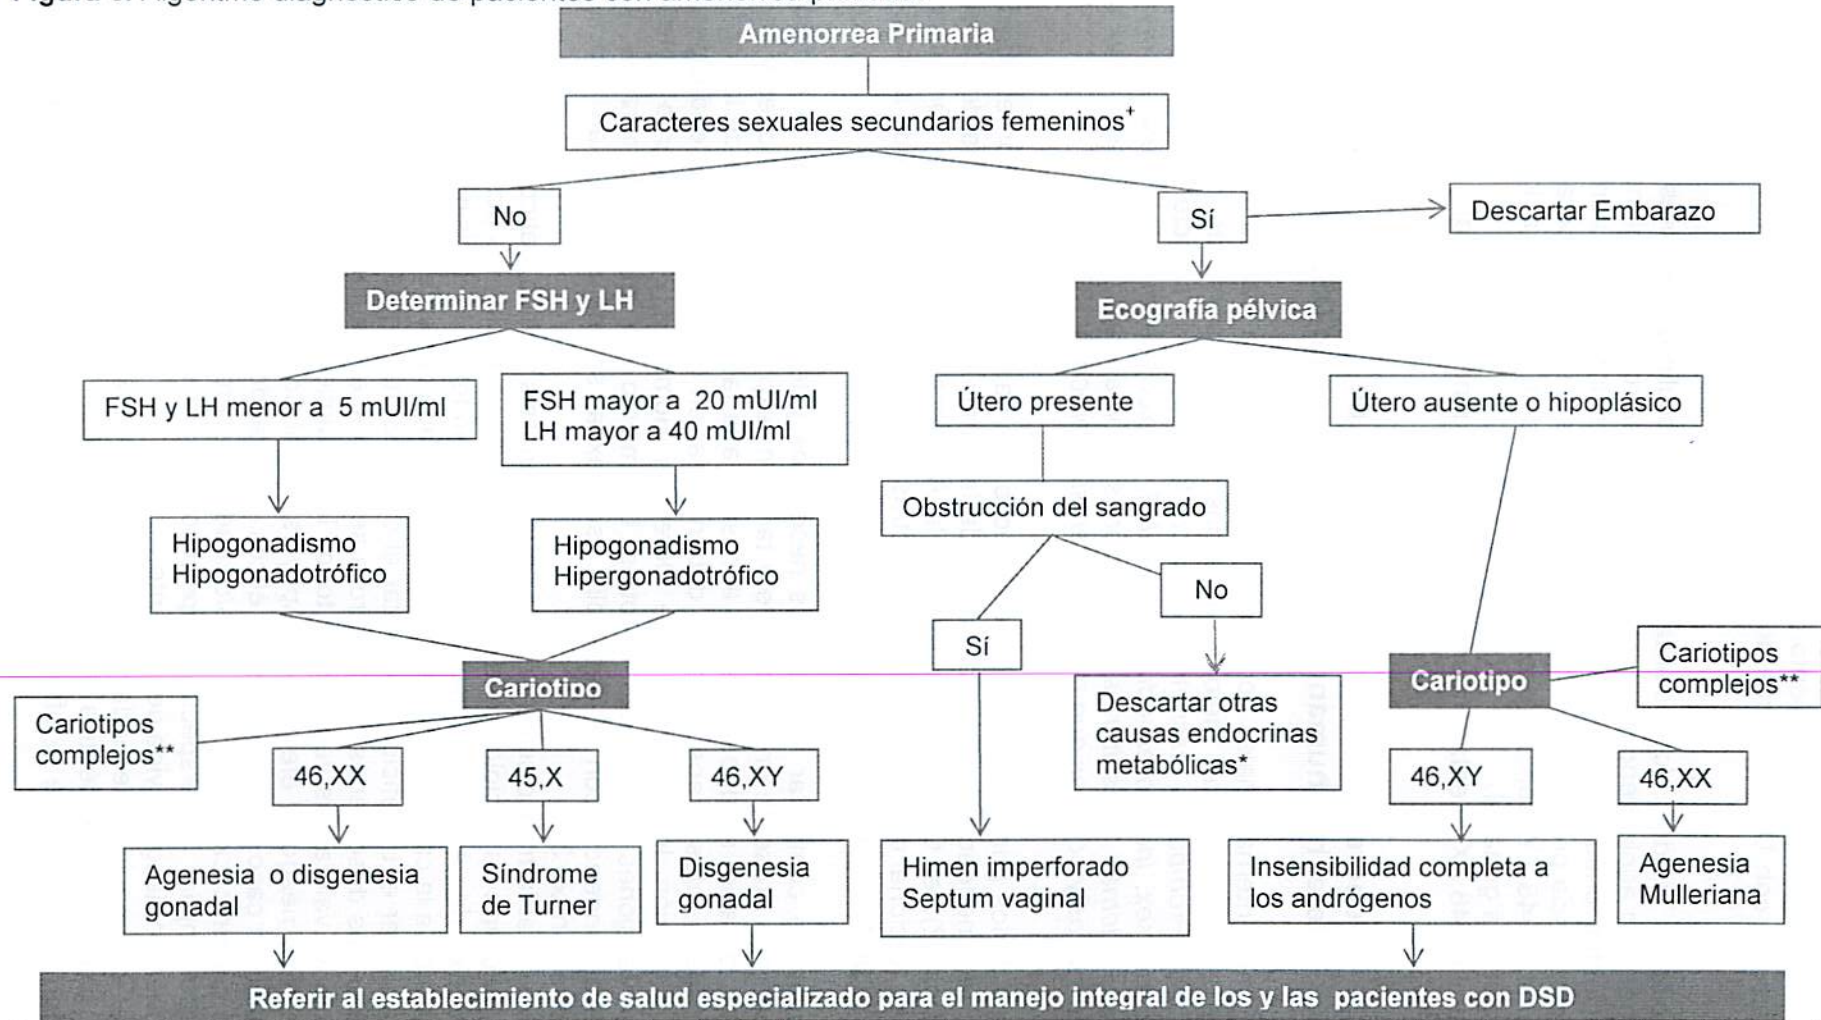 Amenorrea Primaria
Caracteres sexuales secundarios femeninos+
No
Sí
Descartar Embarazo
Determinar FSH y LH
Ecografía pélvica
FSH y LH menor a 5 mUI/ml
FSH mayor a 20 mUI/ml
LH mayor a 40 mUI/ml
Útero presente
Útero ausente o hipoplásico
Obstrucción del sangrado
Hipogonadismo
Hipogonadotrófico
Hipogonadismo
Hipergonadotrófico
No
Sí
Cariotipo
Cariotipo
Cariotipos
complejos**
Descartar otras
causas endocrinas
metabólicas*
Cariotipos
complejos**
46,XX
45,X
46,XY
46,XY
46,XX
Agenesia o disgenesia
gonadal
Síndrome
de Turner
Disgenesia
gonadal
Himen imperforado
Septum vaginal
Insensibilidad completa a
los andrógenos
Agenesia
Mulleriana
Referir al establecimiento de salud especializado para el manejo integral de los y las pacientes con DSD